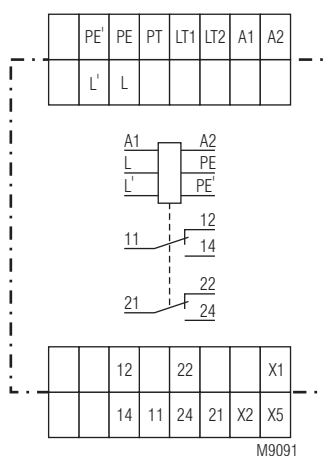 PE' PE PT LT1 LT2 A1 A2
L' L
A1 A2
L PE
L' PE'
12
11 14
22
21 24
12 22 X1
14 11 24 21 X2 X5
M9091